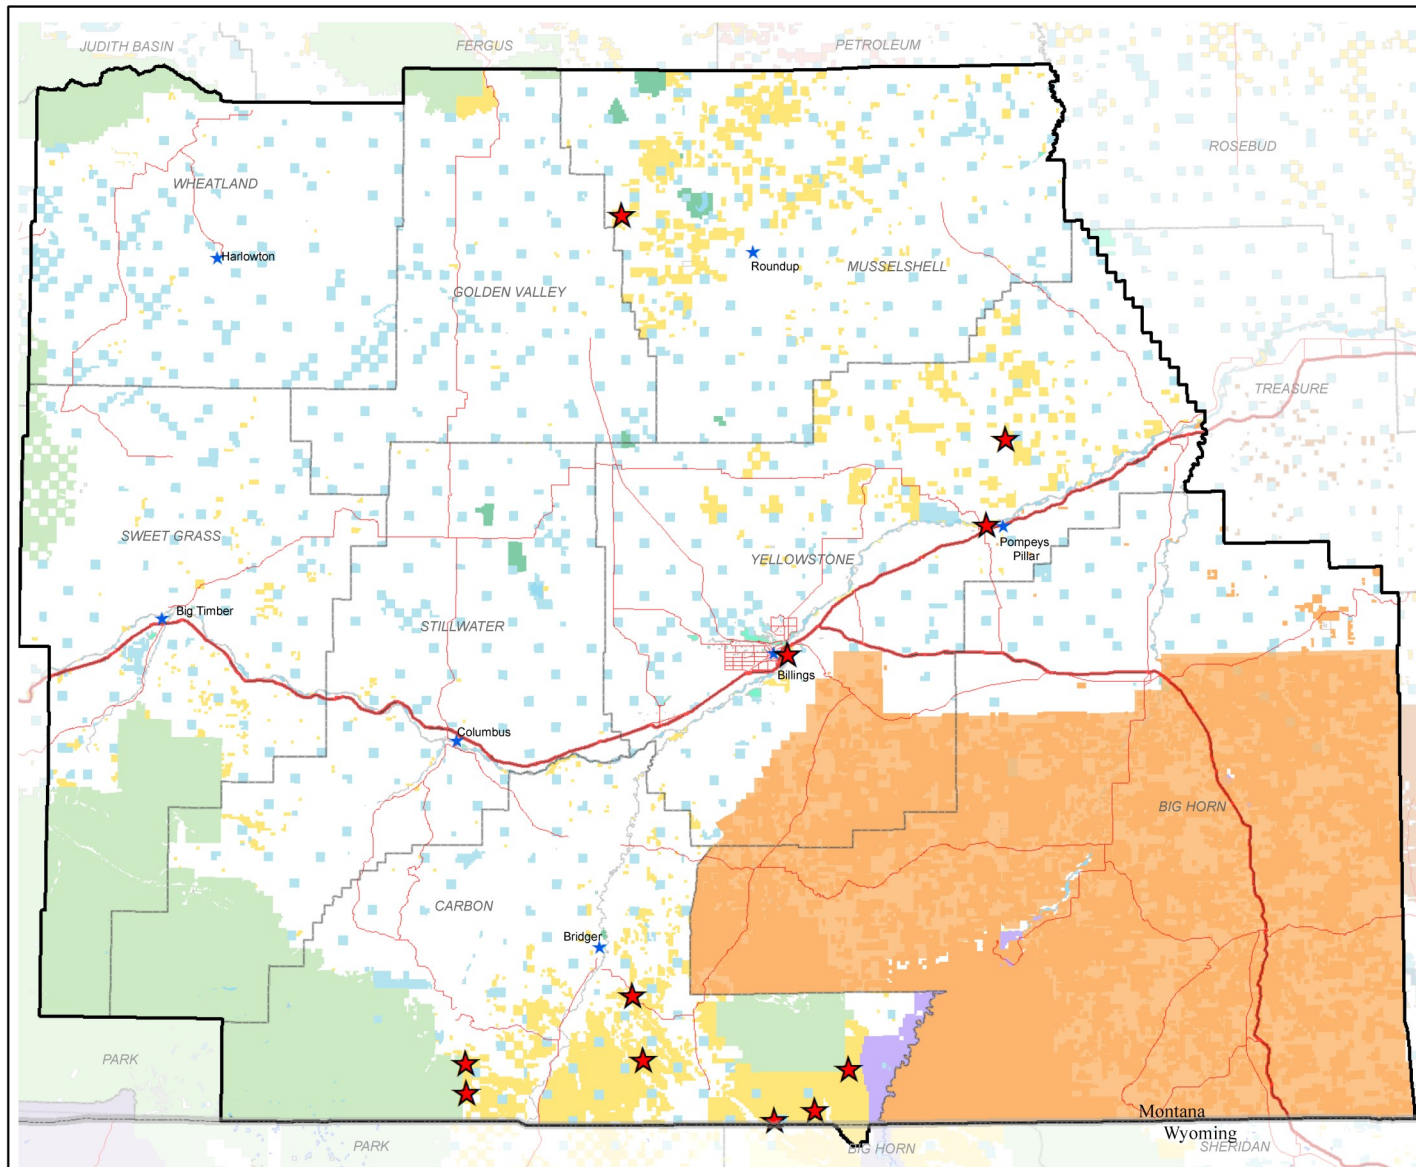 JUDITH BASIN
FERGUS
PETROLEUM
ROSEBUD
WHEATLAND
Harlowton
Roundup
MUSSELSHELL
GOLDEN VALLEY
TREASURE
SWEET GRASS
YELLOWSTONE
Pompeys
Pillar
Big Timber
STILLWATER
Billings
Columbus
BIG HORN
CARBON
Bridger
PARK
Montana
Wyoming
PARK
BIG HORN
SHERIDAN